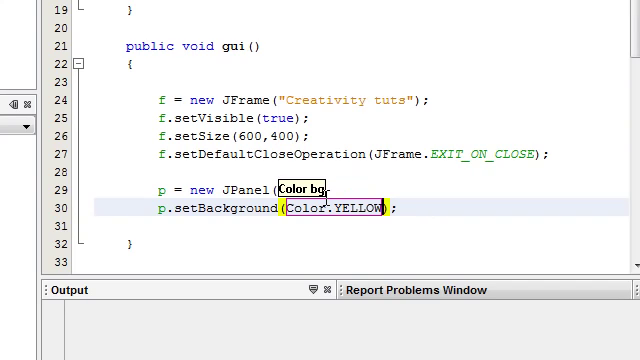 19 }
20
21 public void gui()
22 {
23
24 f = new JFrame("Creativity tuts");
25 f.setVisible(true);
26 f.setSize(600,400);
27 f.setDefaultCloseOperation(JFrame.EXIT_ON_CLOSE);
28
Color bg
29 p = new JPanel(
30 p.setBackground(Color.YELLOW);
31
32 }
33
Output
Report Problems Window